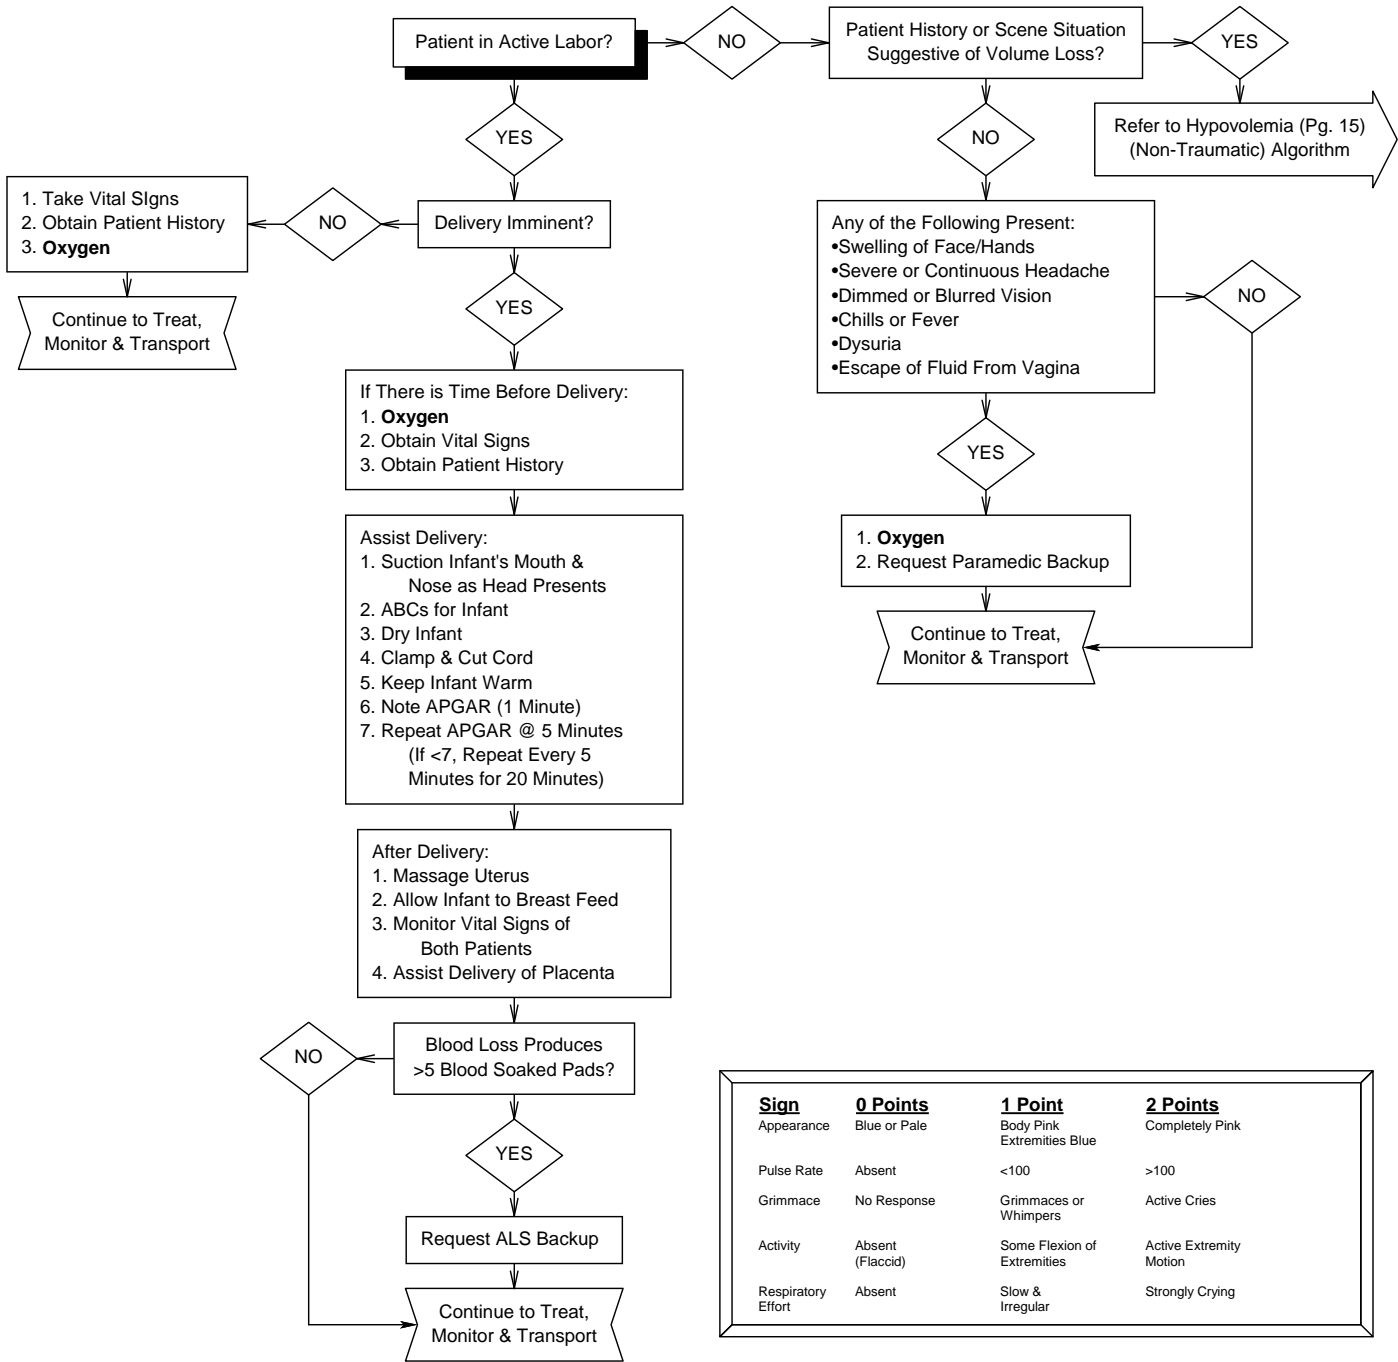 Patient in Active Labor?
NO
Patient History or Scene Situation
Suggestive of Volume Loss?
YES
Refer to Hypovolemia (Pg. 15)
(Non-Traumatic) Algorithm
YES
NO
1. Take Vital SIgns
2. Obtain Patient History
3. Oxygen
NO
Delivery Imminent?
Continue to Treat,
Monitor & Transport
YES
Any of the Following Present:
•Swelling of Face/Hands
•Severe or Continuous Headache
•Dimmed or Blurred Vision
•Chills or Fever
•Dysuria
•Escape of Fluid From Vagina
NO
If There is Time Before Delivery:
1. Oxygen
2. Obtain Vital Signs
3. Obtain Patient History
YES
Assist Delivery:
1. Suction Infant's Mouth &
Nose as Head Presents
2. ABCs for Infant
3. Dry Infant
4. Clamp & Cut Cord
5. Keep Infant Warm
6. Note APGAR (1 Minute)
7. Repeat APGAR @ 5 Minutes
(If <7, Repeat Every 5
Minutes for 20 Minutes)
1. Oxygen
2. Request Paramedic Backup
Continue to Treat,
Monitor & Transport
After Delivery:
1. Massage Uterus
2. Allow Infant to Breast Feed
3. Monitor Vital Signs of
Both Patients
4. Assist Delivery of Placenta
NO
Blood Loss Produces
>5 Blood Soaked Pads?
YES
Request ALS Backup
Continue to Treat,
Monitor & Transport
Sign 0 Points 1 Point 2 Points
Appearance Blue or Pale Body Pink Completely Pink
Extremities Blue
Pulse Rate Absent <100 >100
Grimmace No Response Grimmaces or Active Cries
Whimpers
Activity Absent Some Flexion of Active Extremity
(Flaccid) Extremities Motion
Respiratory Absent Slow & Strongly Crying
Effort Irregular